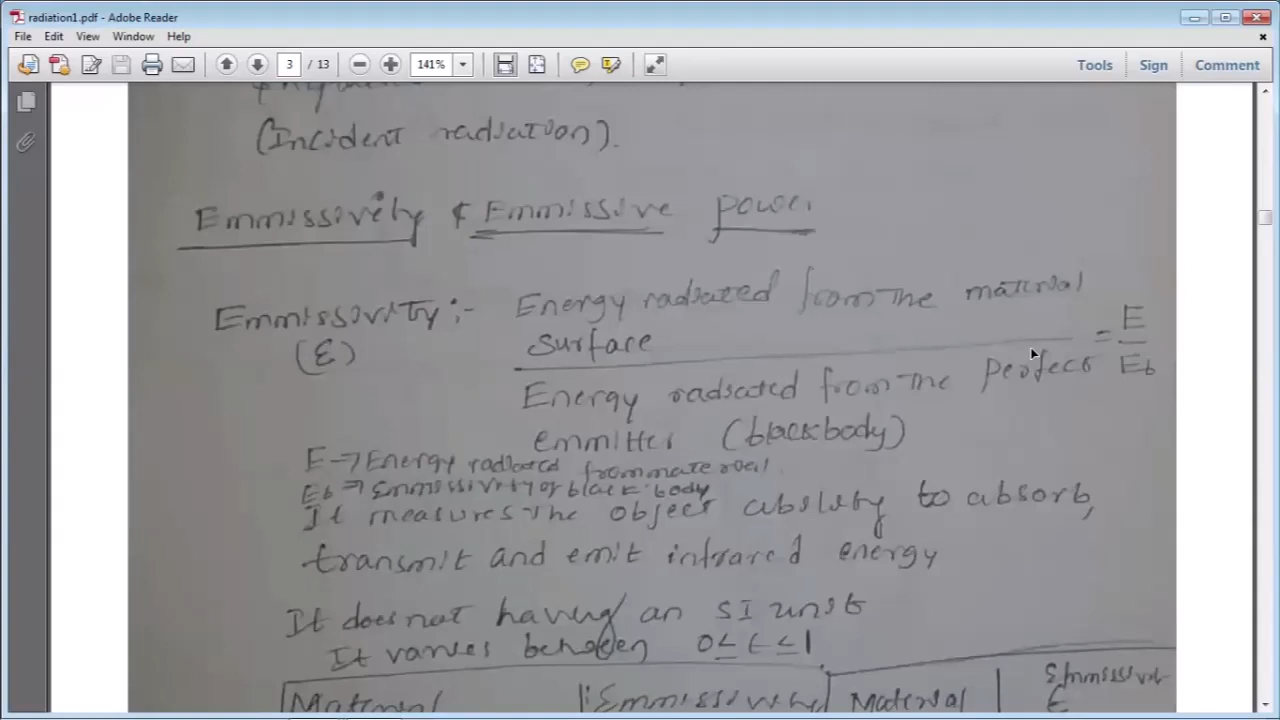 radiation1.pdf - Adobe Reader
File Edit View Window Help
3 / 13 141% Tools Sign Comment
(Incident radiation).
Emmissivity & Emmissive power
Emmissivity :- Energy radiated from the material
(ε) surface = E
Energy radiated from the perfect Eb
emmitter (blackbody)
E → Energy radiated from material.
Eb → Emmissivity of black body
It measures the object ability to absorb,
transmit and emit infrared energy
It does not having an SI unit
It varies between 0 ≤ ε ≤ 1
Material Emmissivity Material Emmissivity
ε